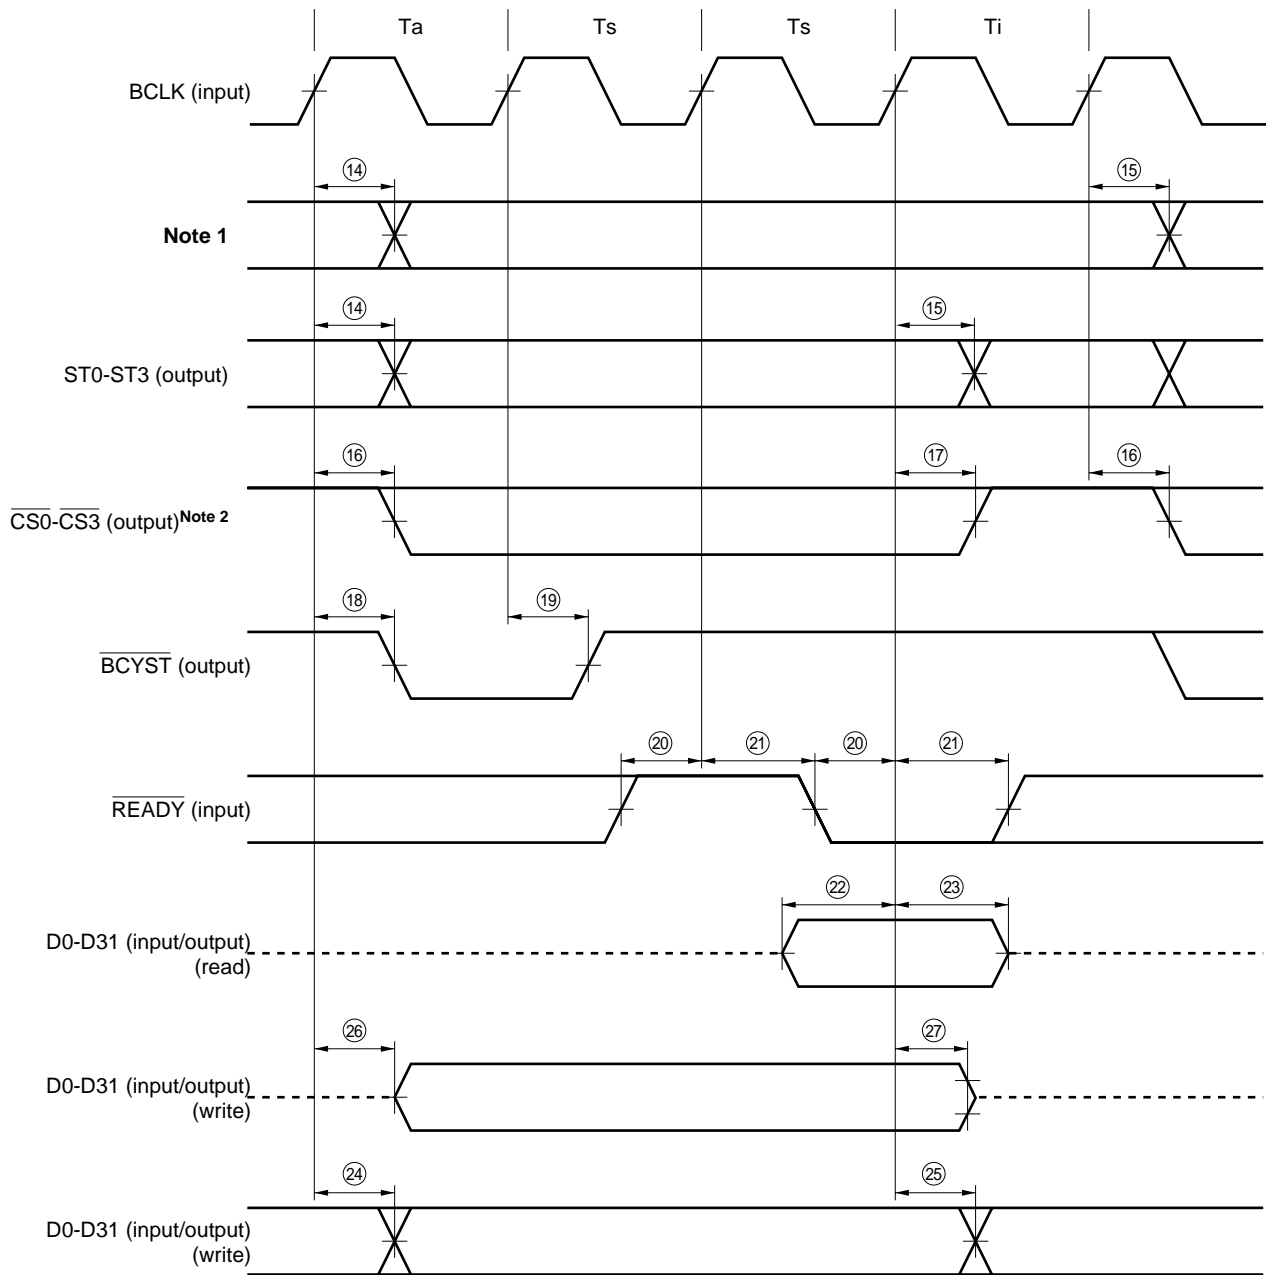 Ta Ts Ts Ti
BCLK (input)
⑭ ⑮
Note 1
⑭ ⑮
ST0-ST3 (output)
⑯ ⑰ ⑯
CS0-CS3 (output)Note 2
⑱ ⑲
BCYST (output)
⑳ ㉑ ⑳ ㉑
READY (input)
㉒ ㉓
D0-D31 (input/output)
(read)
㉖ ㉗
D0-D31 (input/output)
(write)
㉔ ㉕
D0-D31 (input/output)
(write)